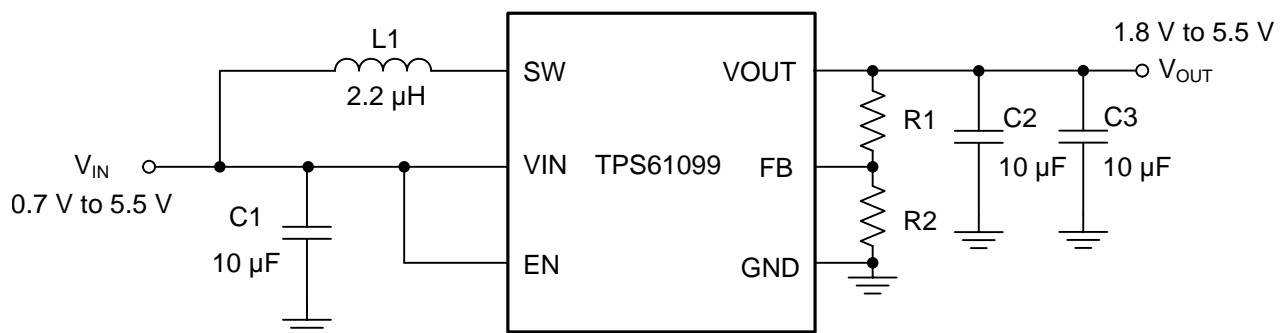 L1
2.2 µH
SW
VIN
EN
TPS61099
VOUT
FB
GND
V_IN
0.7 V to 5.5 V
C1
10 µF
R1
R2
C2
10 µF
C3
10 µF
1.8 V to 5.5 V
V_OUT